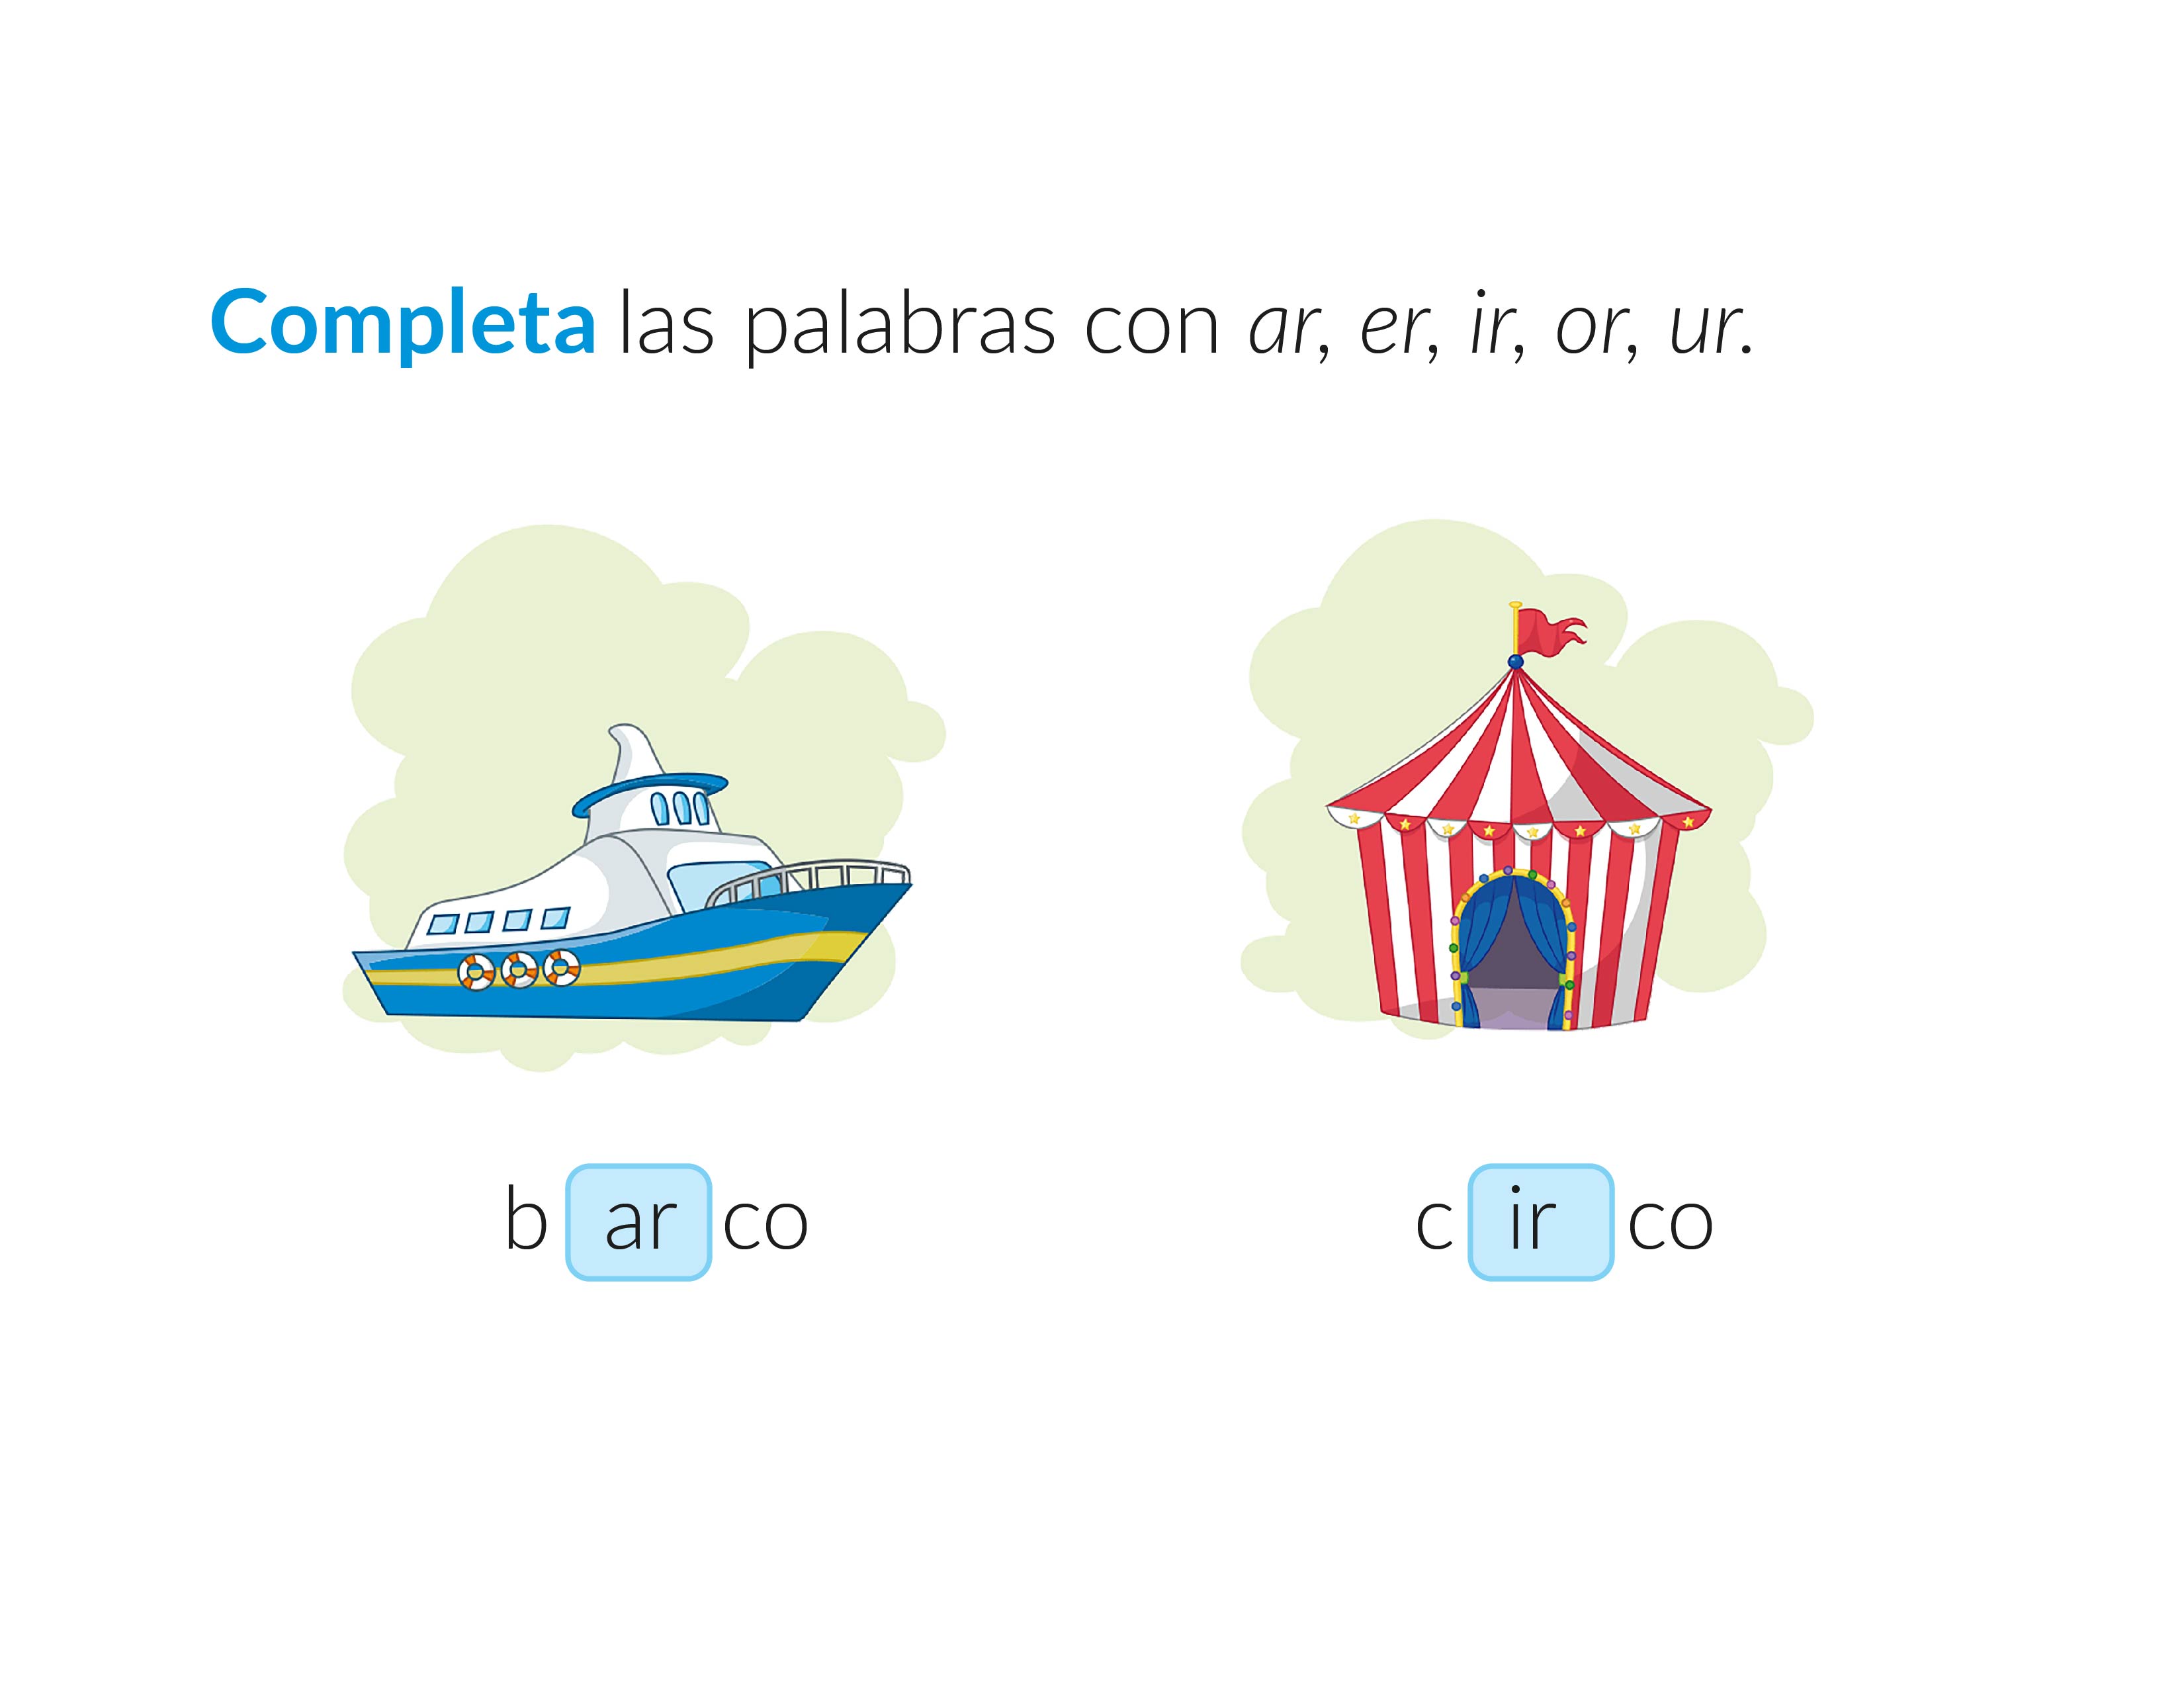 Completa las palabras con ar, er, ir, or, ur.
b ar co
c ir co